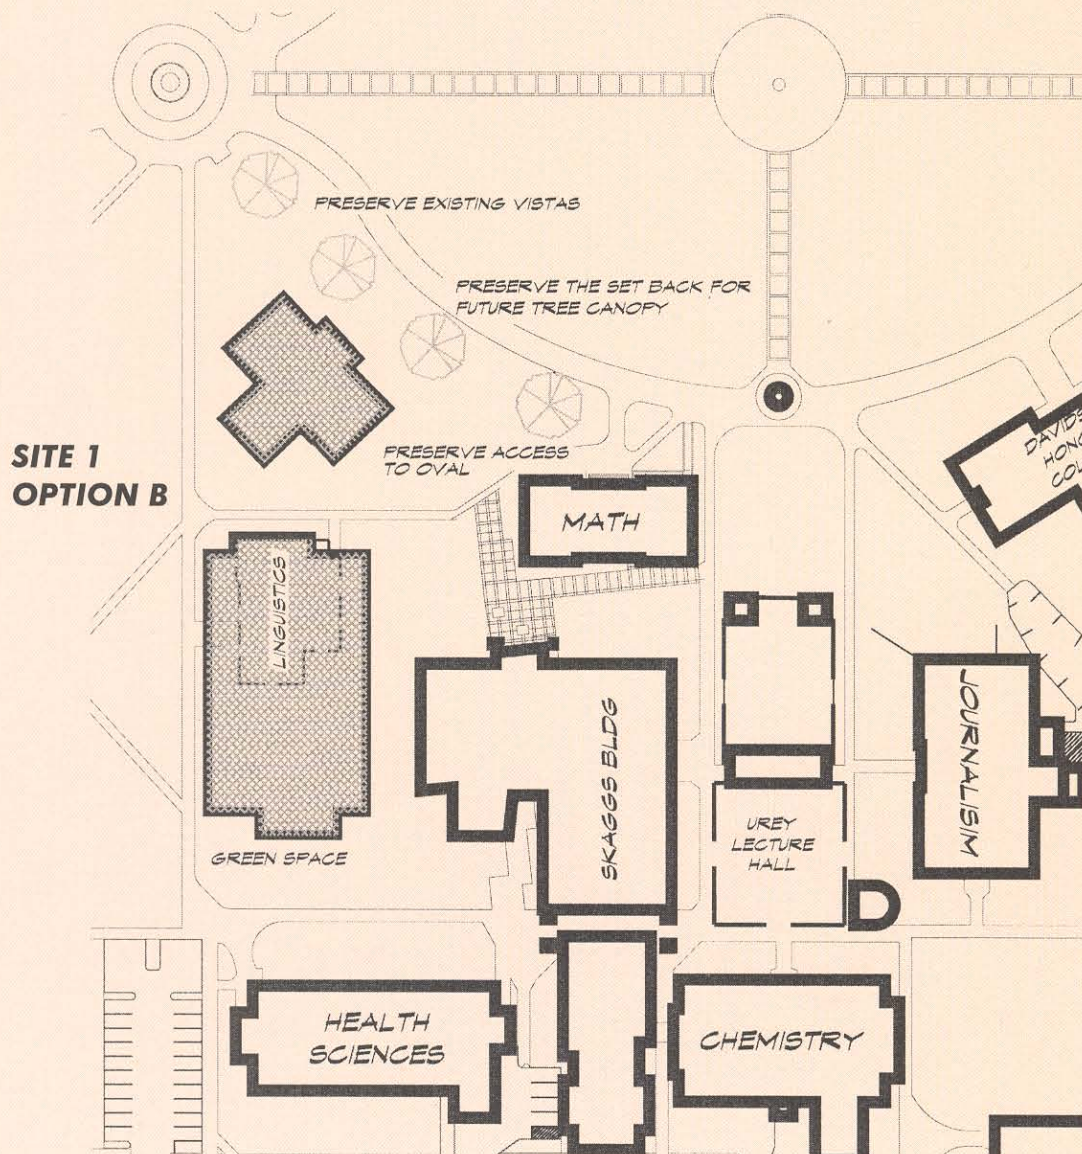 PRESERVE EXISTING VISTAS
PRESERVE THE SET BACK FOR
FUTURE TREE CANOPY
PRESERVE ACCESS
TO OVAL
SITE 1
OPTION B
MATH
LINGUISTICS
SKAGGS BLDG
JOURNALISIM
UREY
LECTURE
HALL
GREEN SPACE
HEALTH
SCIENCES
CHEMISTRY